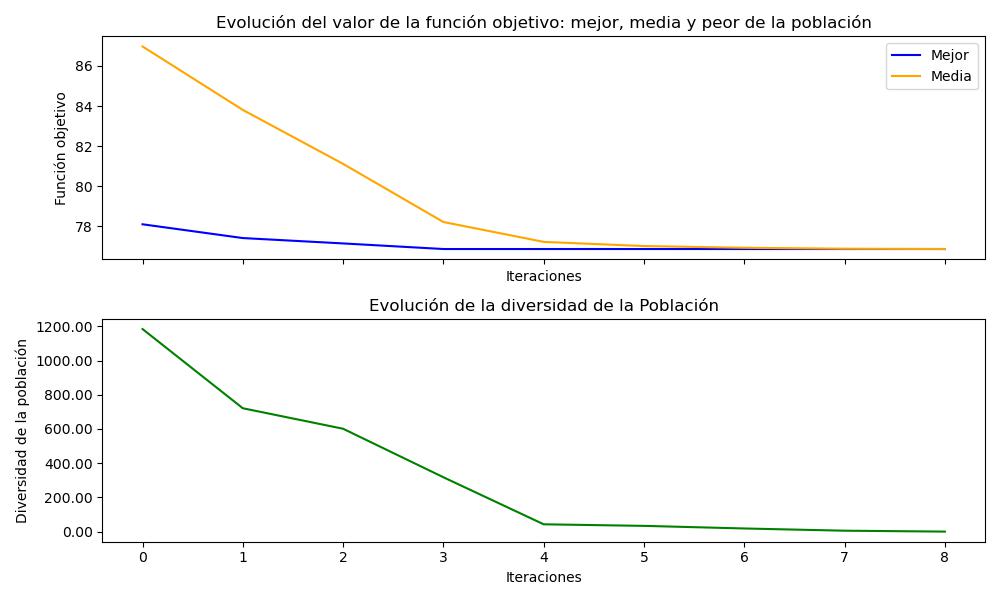 Evolución del valor de la función objetivo: mejor, media y peor de la población
Función objetivo
86
84
82
80
78
Mejor
Media
Iteraciones
Evolución de la diversidad de la Población
Diversidad de la población
1200.00
1000.00
800.00
600.00
400.00
200.00
0.00
0 1 2 3 4 5 6 7 8
Iteraciones